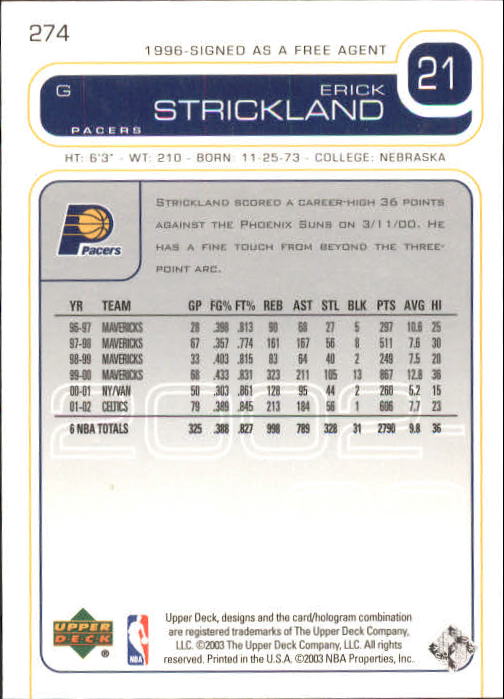 274
1996-SIGNED AS A FREE AGENT
21
G
ERICK
STRICKLAND
PACERS
HT: 6'3" - WT: 210 - BORN: 11-25-73 - COLLEGE: NEBRASKA
Pacers
STRICKLAND SCORED A CAREER-HIGH 36 POINTS
AGAINST THE PHOENIX SUNS ON 3/11/00. HE
HAS A FINE TOUCH FROM BEYOND THE THREE-
POINT ARC.
YR TEAM GP FG% FT% REB AST STL BLK PTS AVG HI
96-97 MAVERICKS 28 .398 .813 90 68 27 5 297 10.6 25
97-98 MAVERICKS 67 .357 .774 161 167 56 8 511 7.6 30
98-99 MAVERICKS 33 .403 .815 83 64 40 2 249 7.5 28
99-00 MAVERICKS 68 .433 .831 323 211 105 13 867 12.8 36
00-01 NY/VAN 50 .303 .861 128 95 44 2 260 5.2 15
01-02 CELTICS 79 .389 .845 213 184 56 1 606 7.7 23
2002-
6 NBA TOTALS 325 .388 .827 998 789 328 31 2790 9.8 36
UPPER
DECK
®
NBA
Upper Deck, designs and the card/hologram combination
are registered trademarks of The Upper Deck Company,
LLC. ©2003 The Upper Deck Company, LLC. All rights
reserved. Printed in the U.S.A. ©2003 NBA Properties, Inc.